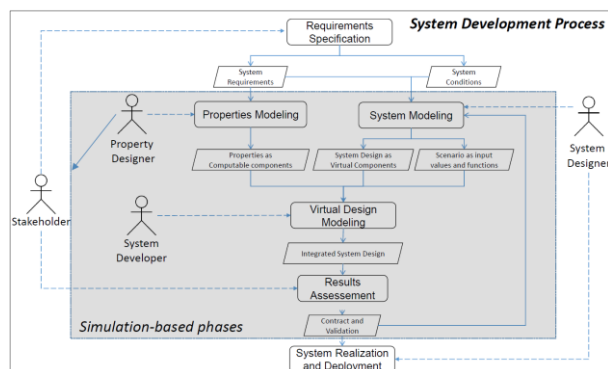 System Development Process
Requirements
Specification
System
Requirements
System
Conditions
Properties Modeling
System Modeling
Property
Designer
System
Designer
Properties as
Computable components
System Design as
Virtual Components
Scenario as input
values and functions
Stakeholder
System
Developer
Virtual Design
Modeling
Integrated System Design
Results
Assessment
Contract and
Validation
Simulation-based phases
System Realization
and Deployment